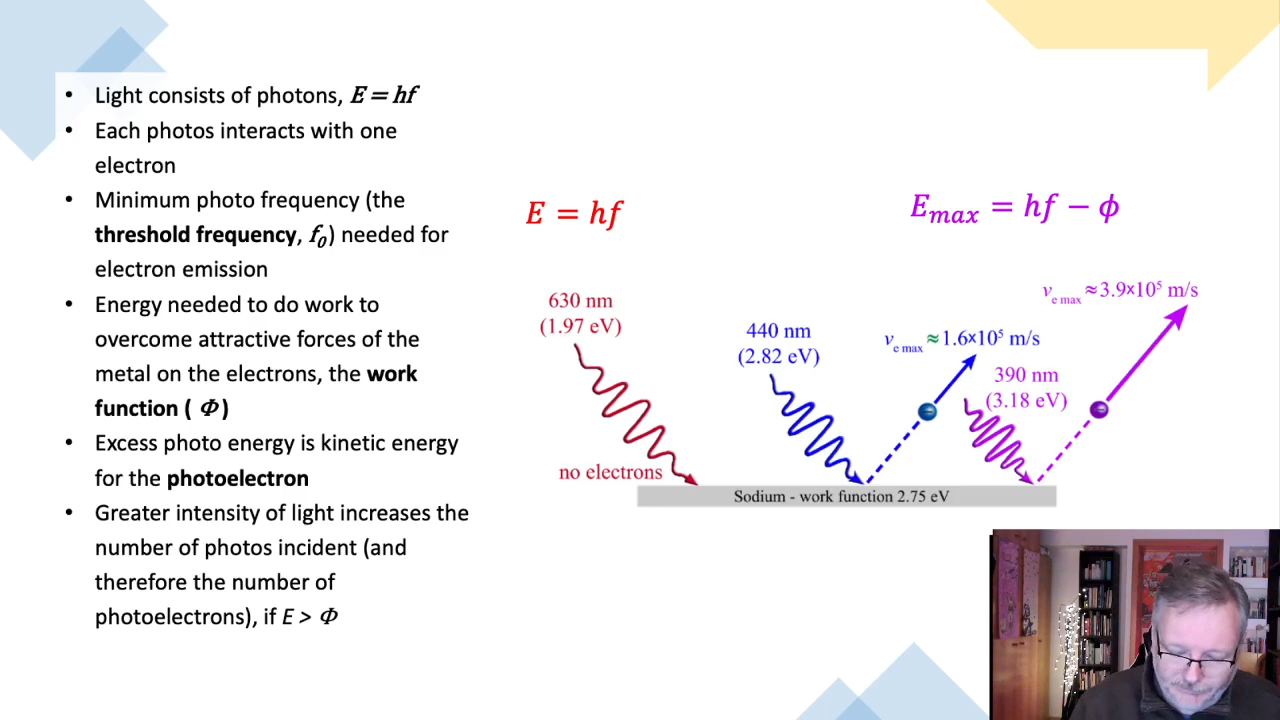 • Light consists of photons, E = hf
• Each photos interacts with one
electron
• Minimum photo frequency (the
threshold frequency, f₀) needed for
electron emission
• Energy needed to do work to
overcome attractive forces of the
metal on the electrons, the work
function ( Φ)
• Excess photo energy is kinetic energy
for the photoelectron
• Greater intensity of light increases the
number of photos incident (and
therefore the number of
photoelectrons), if E > Φ
E = hf
E_max = hf − ϕ
630 nm
(1.97 eV)
no electrons
440 nm
(2.82 eV)
v_e max ≈1.6×10⁵ m/s
390 nm
(3.18 eV)
v_e max ≈3.9×10⁵ m/s
Sodium - work function 2.75 eV